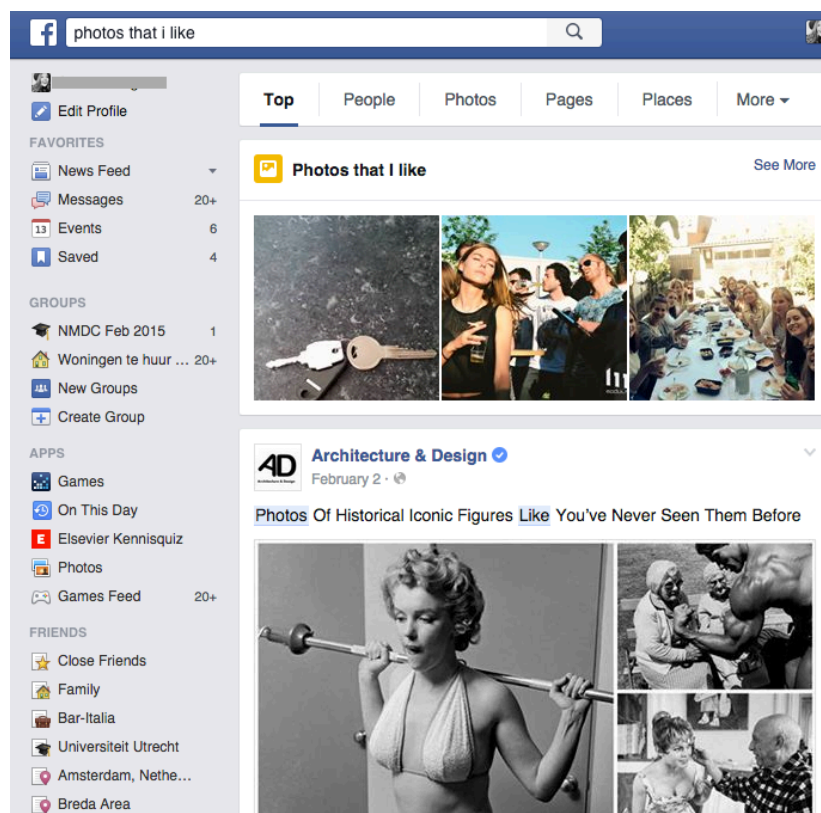 f
photos that i like
Edit Profile
FAVORITES
News Feed
Messages 20+
13 Events 6
Saved 4
GROUPS
NMDC Feb 2015 1
Woningen te huur ... 20+
New Groups
Create Group
APPS
Games
On This Day
E Elsevier Kennisquiz
Photos
Games Feed 20+
FRIENDS
Close Friends
Family
Bar-Italia
Universiteit Utrecht
Amsterdam, Nethe...
Breda Area
Top People Photos Pages Places More
Photos that I like See More
AD
Architecture & Design
Architecture & Design
February 2 ·
Photos Of Historical Iconic Figures Like You've Never Seen Them Before